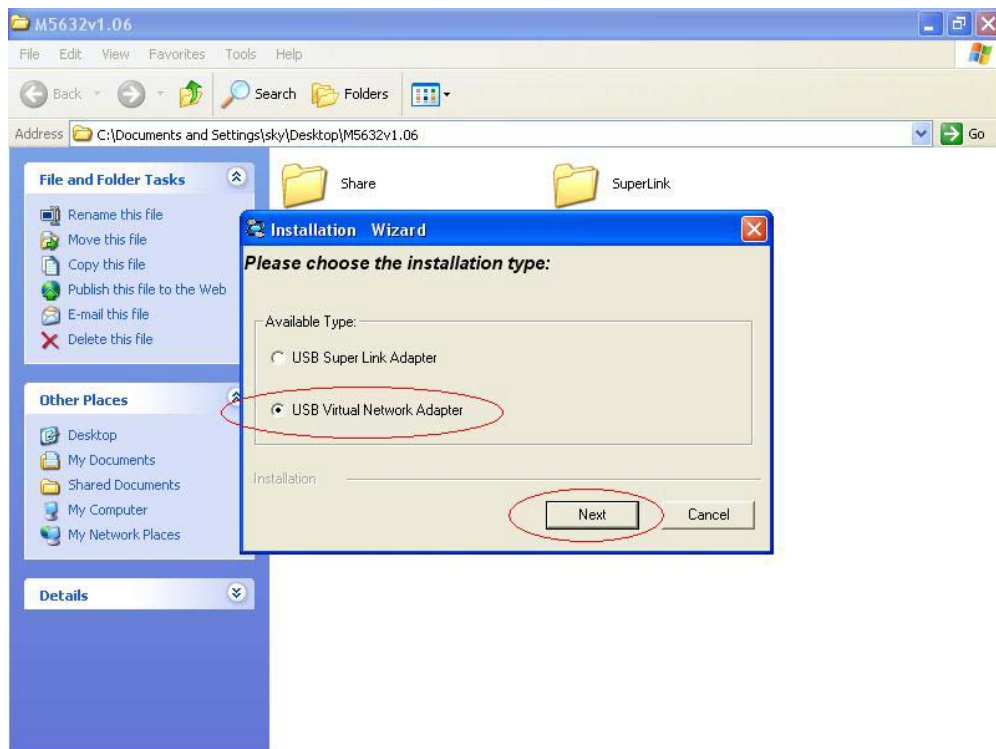 M5632v1.06
File Edit View Favorites Tools Help
Back Search Folders
Address C:\Documents and Settings\sky\Desktop\M5632v1.06 Go
File and Folder Tasks
Rename this file
Move this file
Copy this file
Publish this file to the Web
E-mail this file
Delete this file
Other Places
Desktop
My Documents
Shared Documents
My Computer
My Network Places
Details
Share SuperLink
Installation Wizard
Please choose the installation type:
Available Type:
USB Super Link Adapter
USB Virtual Network Adapter
Installation
Next Cancel